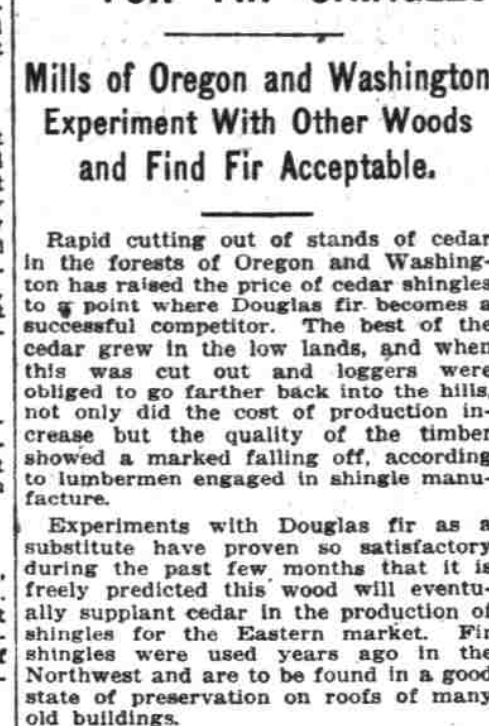 Mills of Oregon and Washington
Experiment With Other Woods
and Find Fir Acceptable.
Rapid cutting out of stands of cedar
in the forests of Oregon and Washing-
ton has raised the price of cedar shingles
to a point where Douglas fir becomes a
successful competitor. The best of the
cedar grew in the low lands, and when
this was cut out and loggers were
obliged to go farther back into the hills,
not only did the cost of production in-
crease but the quality of the timber
showed a marked falling off, according
to lumbermen engaged in shingle manu-
facture.
Experiments with Douglas fir as a
substitute have proven so satisfactory
during the past few months that it is
freely predicted this wood will eventu-
ally supplant cedar in the production of
shingles for the Eastern market. Fir
shingles were used years ago in the
Northwest and are to be found in a good
state of preservation on roofs of many
old buildings.